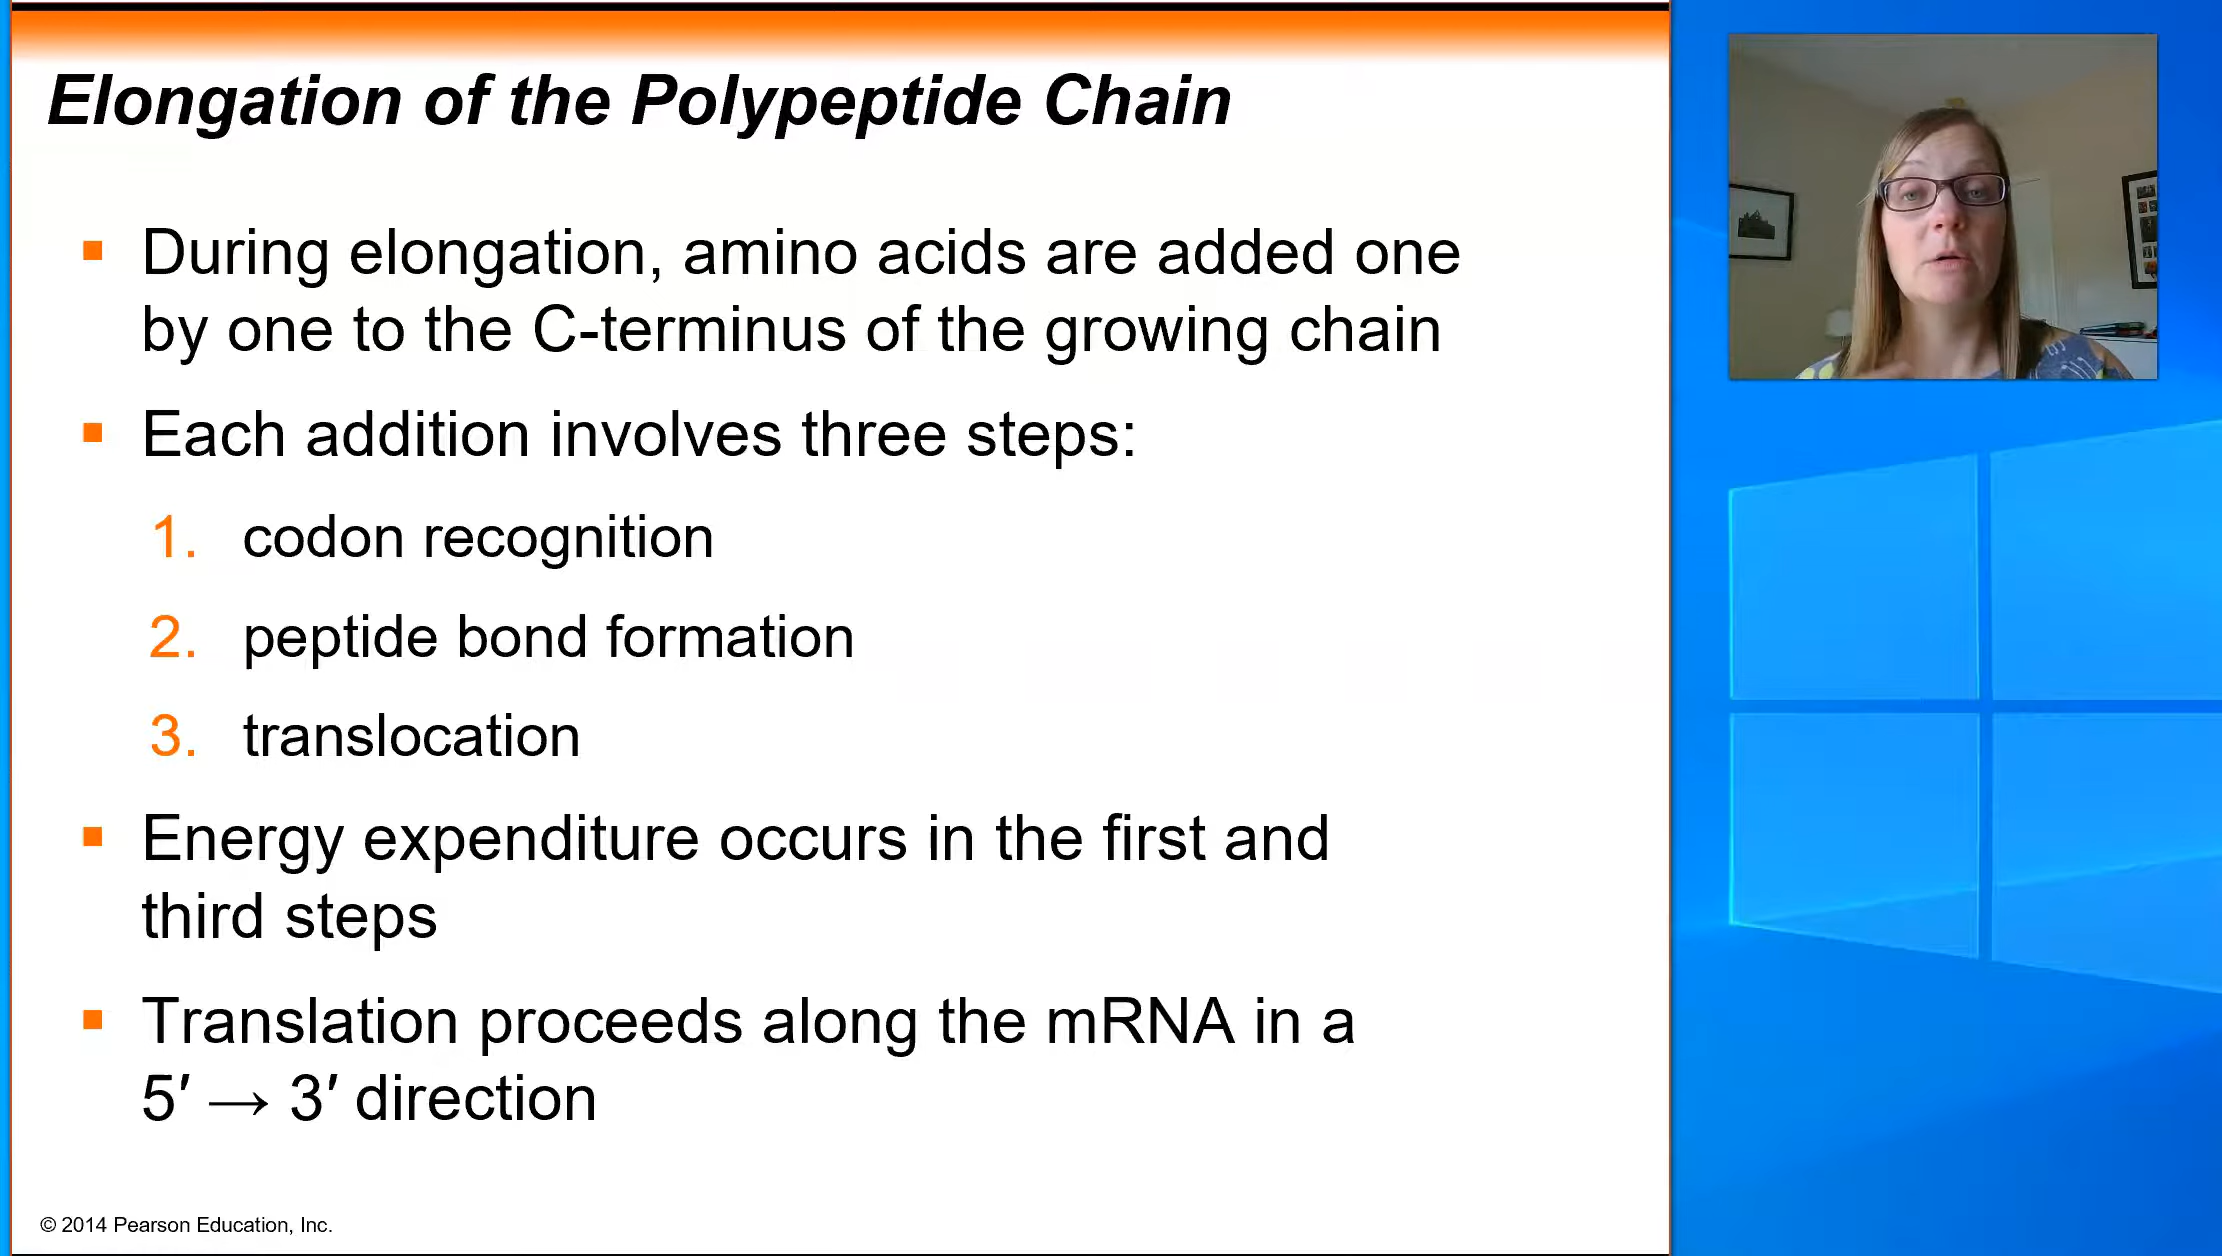 Elongation of the Polypeptide Chain
▪ During elongation, amino acids are added one
by one to the C-terminus of the growing chain
▪ Each addition involves three steps:
1. codon recognition
2. peptide bond formation
3. translocation
▪ Energy expenditure occurs in the first and
third steps
▪ Translation proceeds along the mRNA in a
5′ → 3′ direction
© 2014 Pearson Education, Inc.